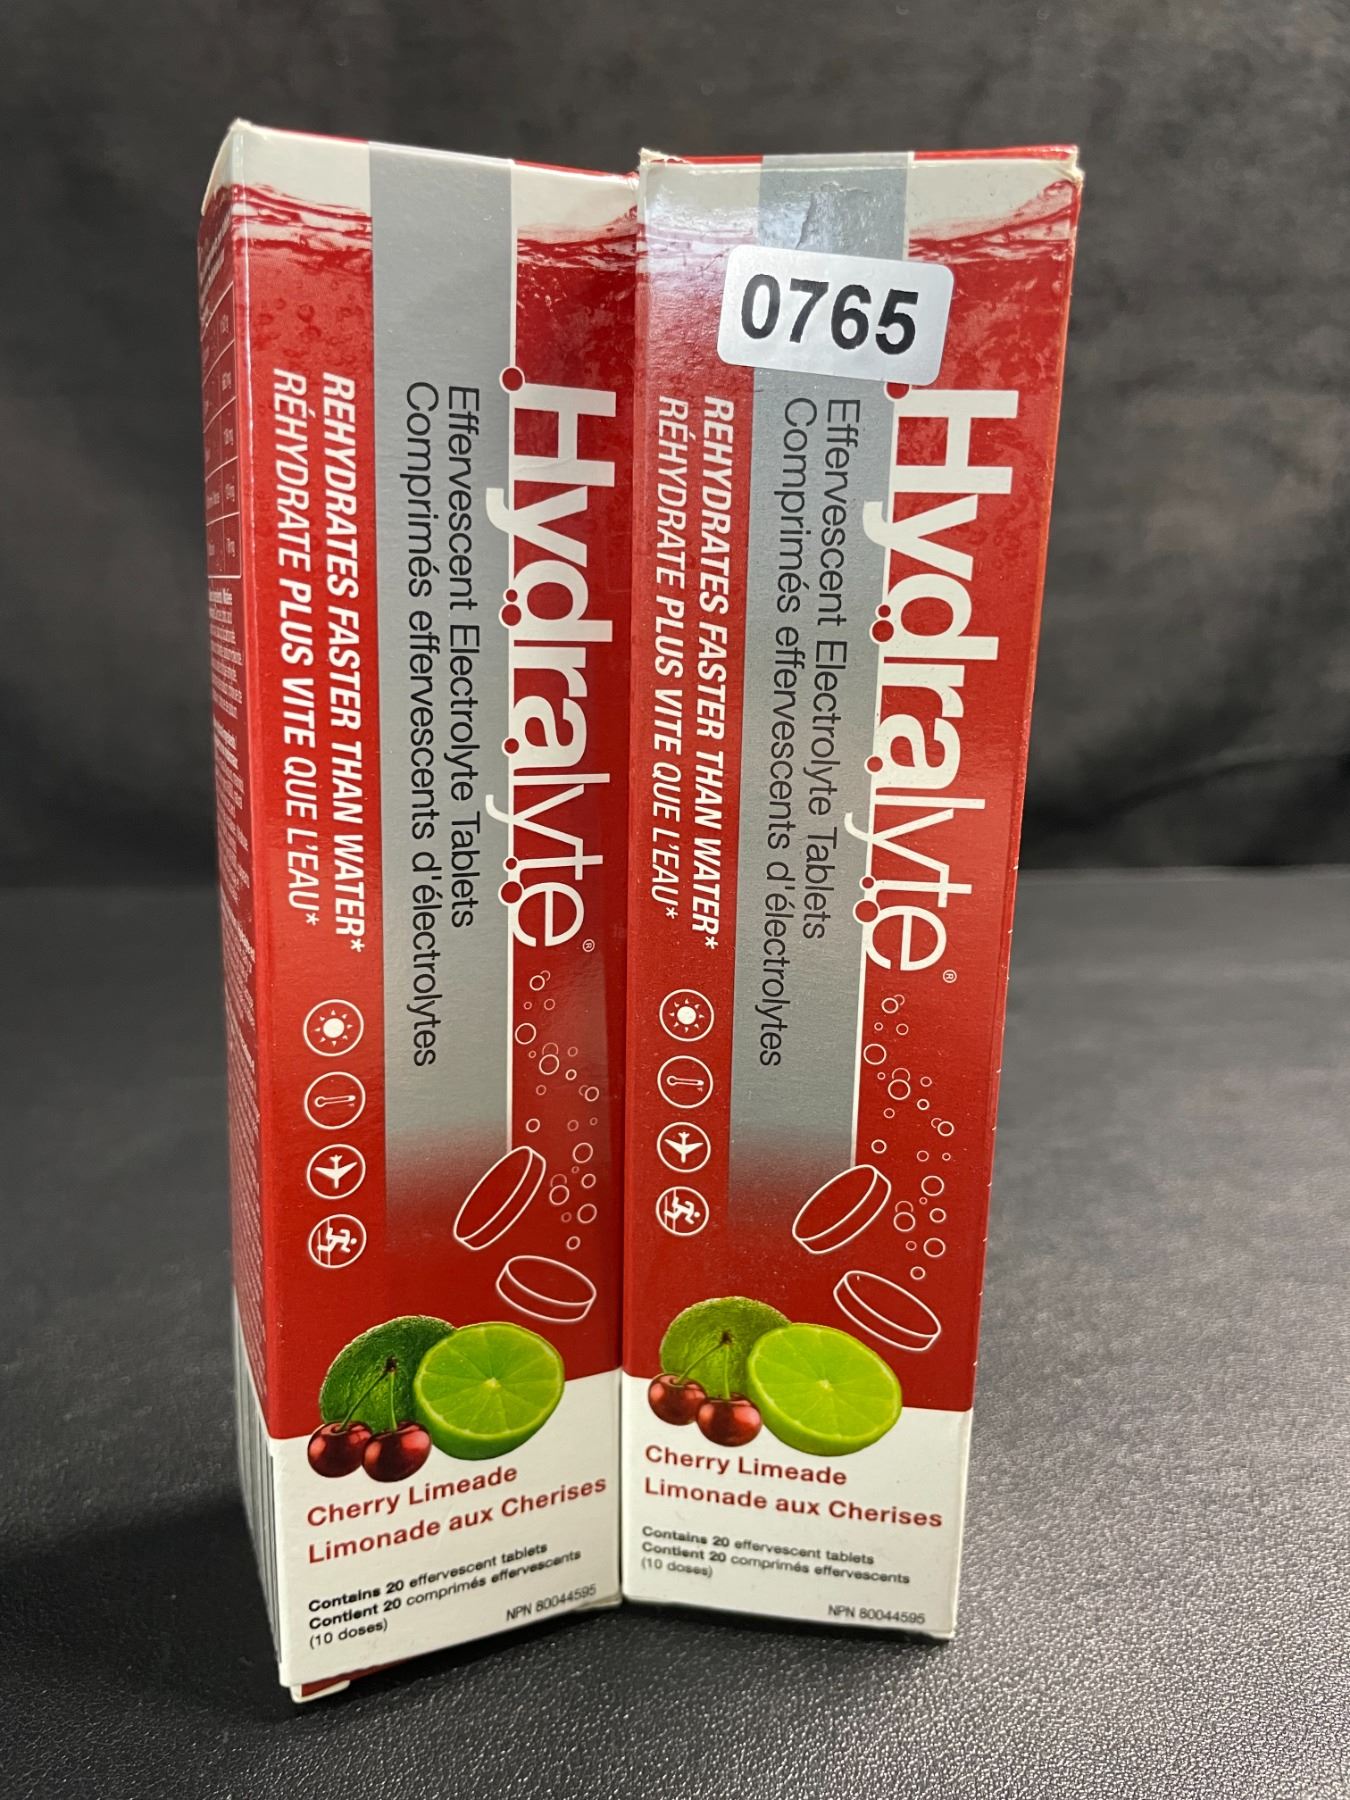 Hydralyte®
Effervescent Electrolyte Tablets
Comprimés effervescents d'électrolytes
REHYDRATES FASTER THAN WATER*
RÉHYDRATE PLUS VITE QUE L'EAU*
Cherry Limeade
Limonade aux Cherises
Contains 20 effervescent tablets
Contient 20 comprimés effervescents
(10 doses)
NPN 80044595
0765
Hydralyte®
Effervescent Electrolyte Tablets
Comprimés effervescents d'électrolytes
REHYDRATES FASTER THAN WATER*
RÉHYDRATE PLUS VITE QUE L'EAU*
Cherry Limeade
Limonade aux Cherises
Contains 20 effervescent tablets
Contient 20 comprimés effervescents
(10 doses)
NPN 80044595